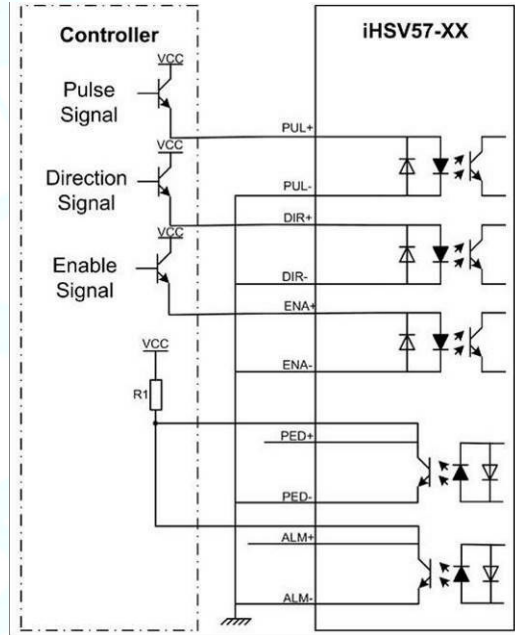 Controller
iHSV57-XX
VCC
Pulse
Signal
PUL+
VCC
PUL-
Direction
Signal
DIR+
VCC
DIR-
Enable
Signal
ENA+
VCC
ENA-
R1
PED+
PED-
ALM+
ALM-